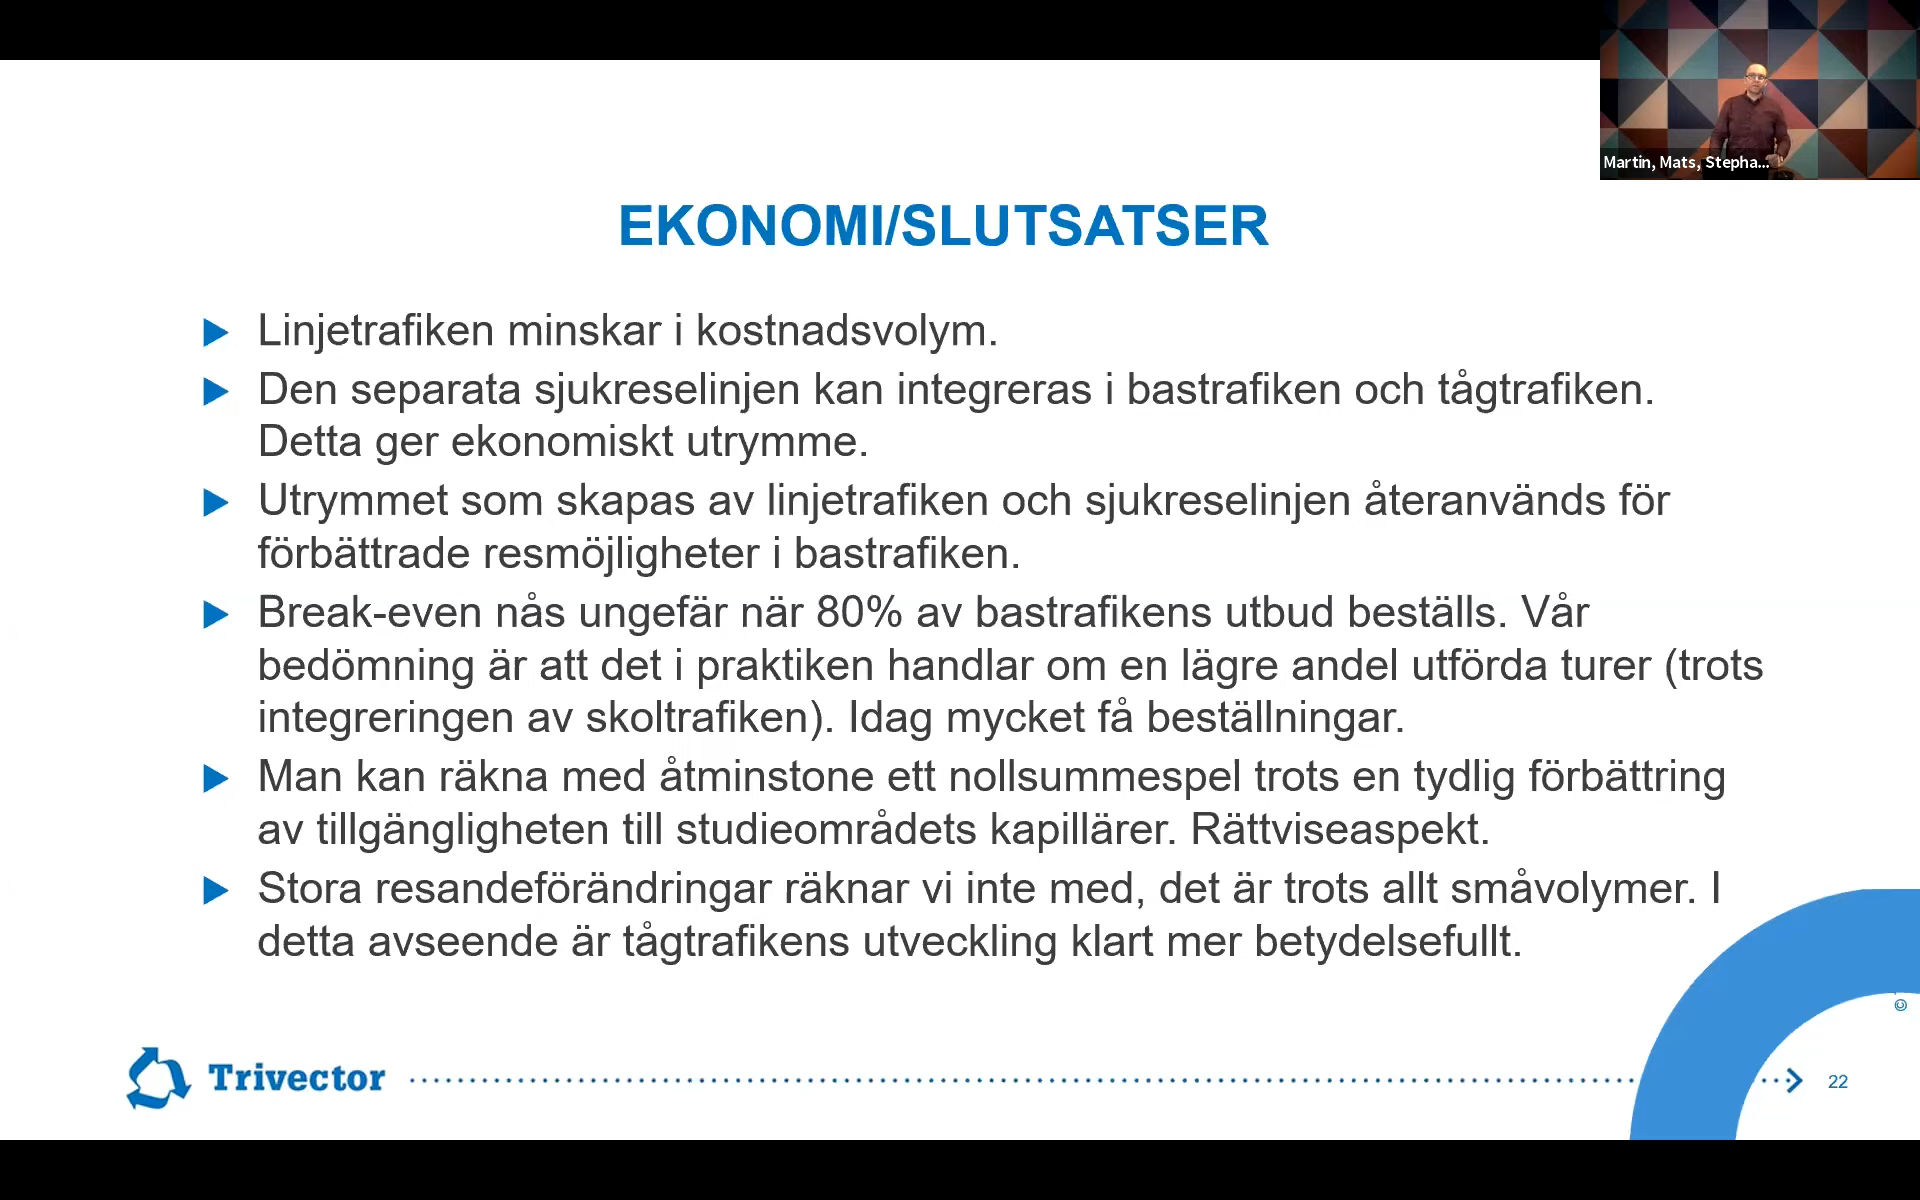 Martin, Mats, Stepha...
EKONOMI/SLUTSATSER
Linjetrafiken minskar i kostnadsvolym.
Den separata sjukreselinjen kan integreras i bastrafiken och tågtrafiken.
Detta ger ekonomiskt utrymme.
Utrymmet som skapas av linjetrafiken och sjukreselinjen återanvänds för
förbättrade resmöjligheter i bastrafiken.
Break-even nås ungefär när 80% av bastrafikens utbud beställs. Vår
bedömning är att det i praktiken handlar om en lägre andel utförda turer (trots
integreringen av skoltrafiken). Idag mycket få beställningar.
Man kan räkna med åtminstone ett nollsummespel trots en tydlig förbättring
av tillgängligheten till studieområdets kapillärer. Rättviseaspekt.
Stora resandeförändringar räknar vi inte med, det är trots allt småvolymer. I
detta avseende är tågtrafikens utveckling klart mer betydelsefullt.
©
Trivector
22